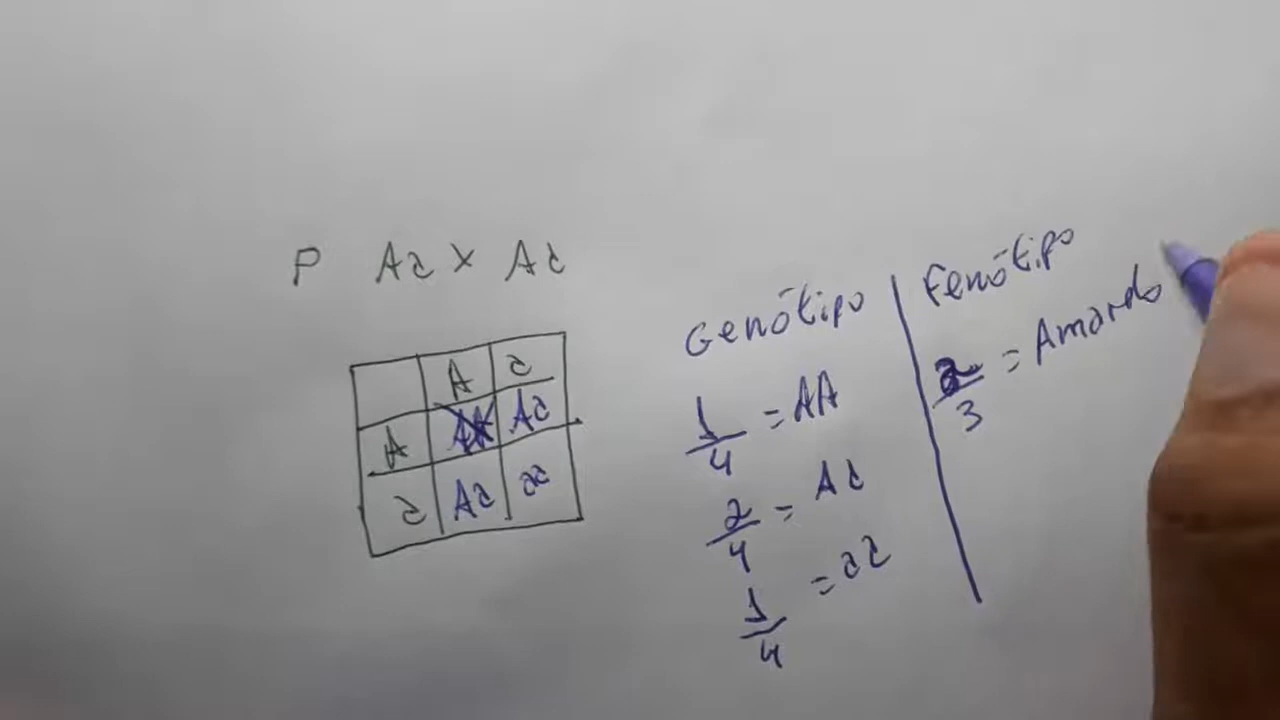 P Aa x Aa
A a
A AA Aa
a Aa aa
Genótipo
1/4 = AA
2/4 = Aa
1/4 = aa
Fenótipo
2/3 = Amarelo